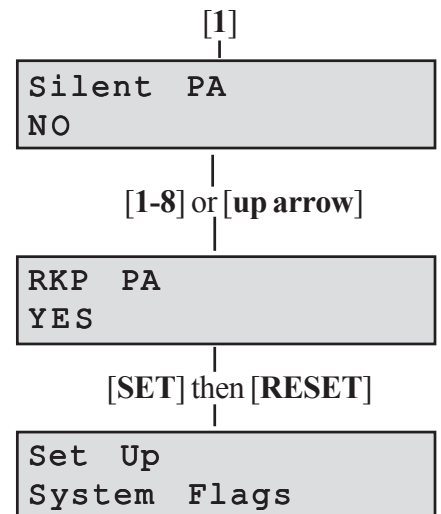 [1]
Silent PA
NO
[1-8] or [up arrow]
RKP PA
YES
[SET] then [RESET]
Set Up
System Flags